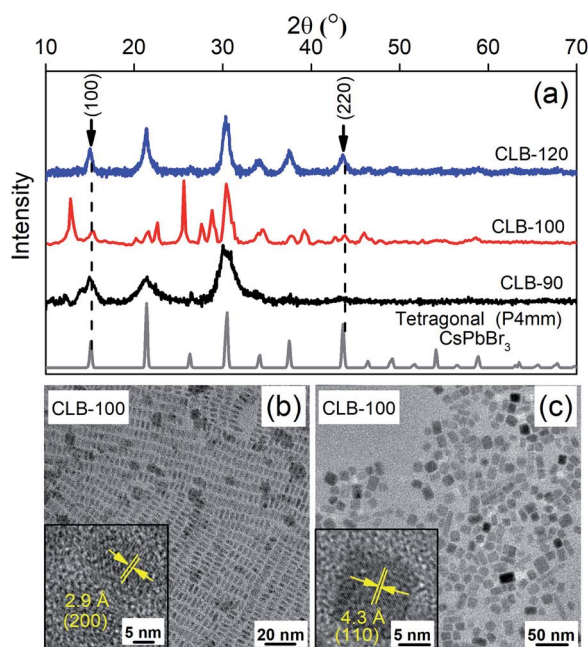 2θ (°)
10 20 30 40 50 60 70
(a)
(100)
(220)
CLB-120
CLB-100
CLB-90
Tetragonal (P4mm)
CsPbBr₃
Intensity
CLB-100
(b)
2.9 Å
(200)
5 nm
20 nm
CLB-100
(c)
4.3 Å
(110)
5 nm
50 nm